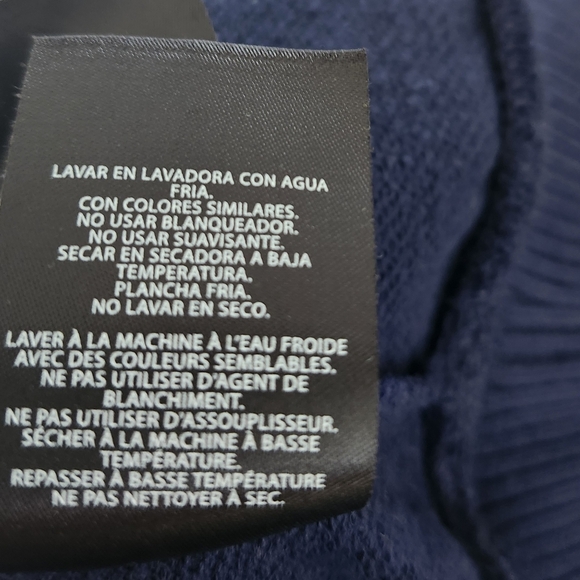 LAVAR EN LAVADORA CON AGUA
FRIA.
CON COLORES SIMILARES.
NO USAR BLANQUEADOR.
NO USAR SUAVISANTE.
SECAR EN SECADORA A BAJA
TEMPERATURA.
PLANCHA FRIA.
NO LAVAR EN SECO.
LAVER À LA MACHINE À L'EAU FROIDE
AVEC DES COULEURS SEMBLABLES.
NE PAS UTILISER D'AGENT DE
BLANCHIMENT.
NE PAS UTILISER D'ASSOUPLISSEUR.
SÉCHER À LA MACHINE À BASSE
TEMPÉRATURE.
REPASSER À BASSE TEMPÉRATURE
NE PAS NETTOYER À SEC.